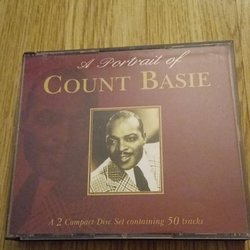 A Portrait of
COUNT BASIE
A 2 Compact Disc Set containing 50 tracks